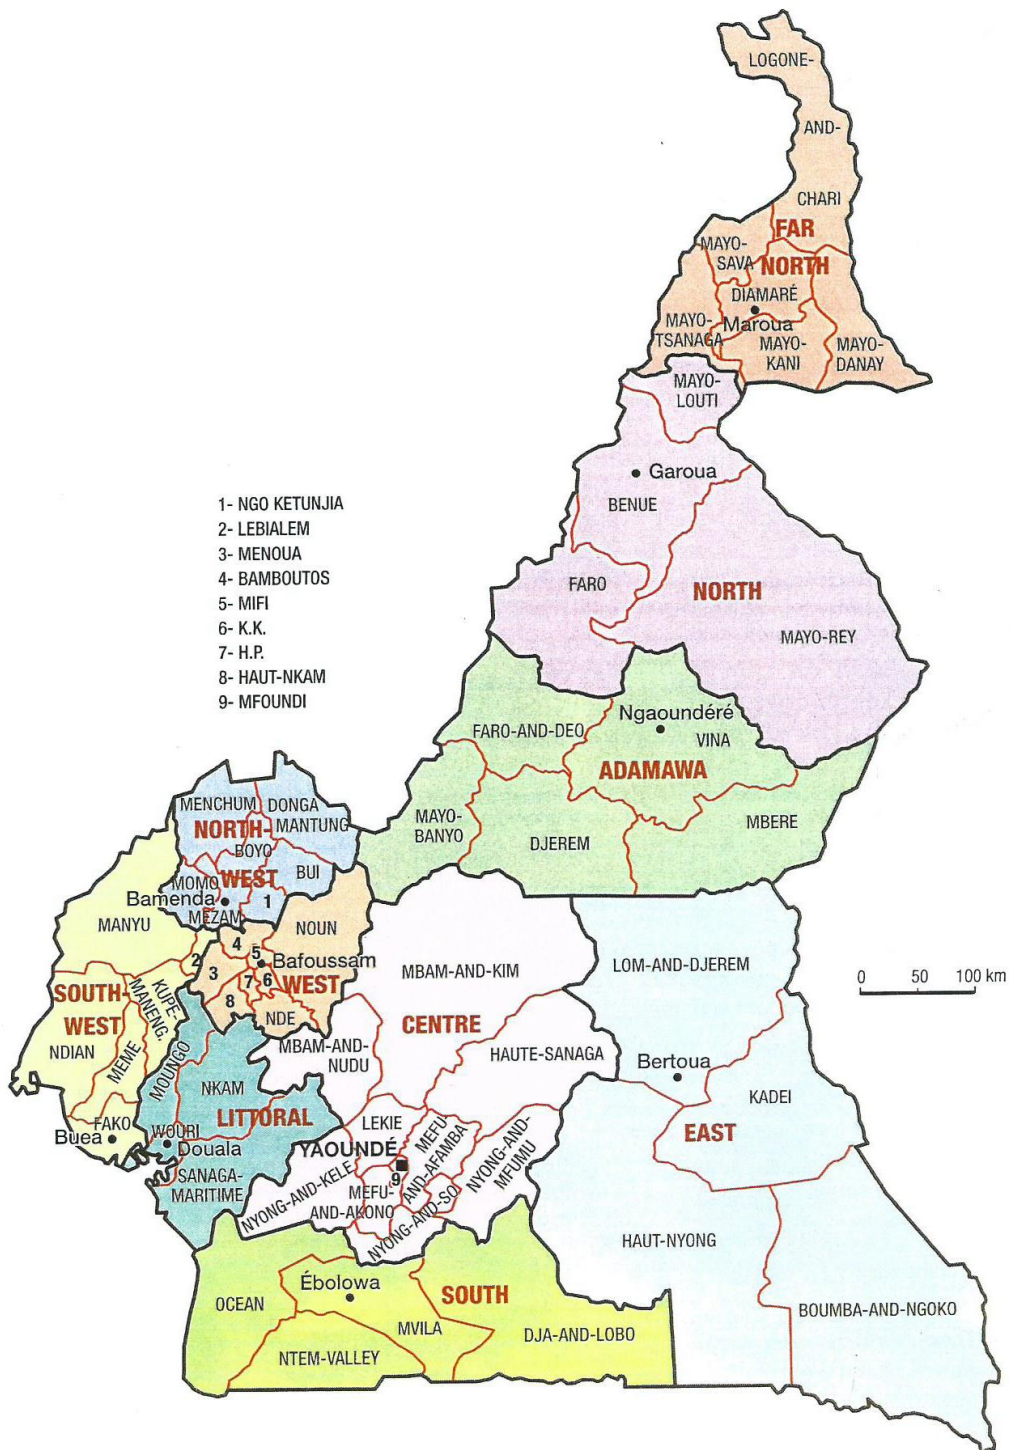 LOGONE-
AND-
CHARI
FAR
NORTH
MAYO-
SAVA
DIAMARÉ
Maroua
MAYO-
TSANAGA
MAYO-
KANI
MAYO-
DANAY
MAYO-
LOUTI
Garoua
BENUE
FARO
NORTH
MAYO-REY
1- NGO KETUNJIA
2- LEBIALEM
3- MENOUA
4- BAMBOUTOS
5- MIFI
6- K.K.
7- H.P.
8- HAUT-NKAM
9- MFOUNDI
Ngaoundéré
FARO-AND-DEO
VINA
ADAMAWA
MAYO-
BANYO
DJEREM
MBERE
MENCHUM
DONGA
MANTUNG
NORTH-
WEST
BOYO
BUI
MOMO
Bamenda
MEZAM
1
MANYU
NOUN
2
3
4
5
Bafoussam
6
7
8
WEST
NDE
SOUTH-
WEST
KUPE-
MANENG.
NDIAN
MEME
FAKO
Buea
MOUNGO
NKAM
LITTORAL
WOURI
Douala
SANAGA-
MARITIME
MBAM-AND-KIM
CENTRE
MBAM-AND-
NUDU
HAUTE-SANAGA
LEKIE
YAOUNDÉ
9
MEFU-
AND-AFAMBA
NYONG-AND-
MFUMU
NYONG-AND-KELE
MEFU-
AND-AKONO
NYONG-AND-SO
LOM-AND-DJEREM
0 50 100 km
Bertoua
KADEI
EAST
HAUT-NYONG
BOUMBA-AND-NGOKO
Ébolowa
OCEAN
SOUTH
MVILA
DJA-AND-LOBO
NTEM-VALLEY